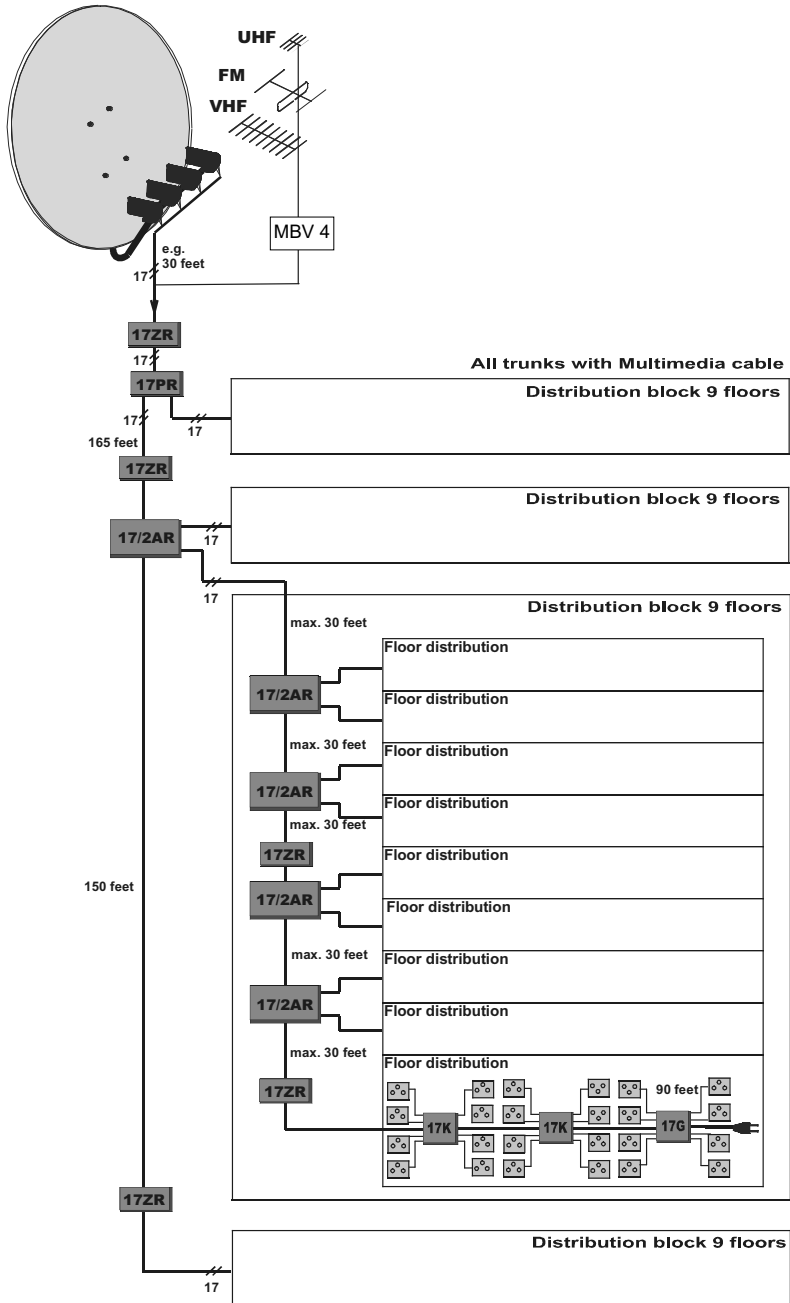 UHF
FM
VHF
MBV 4
e.g.
30 feet
17
17ZR
17
All trunks with Multimedia cable
17PR
Distribution block 9 floors
17
17
165 feet
17ZR
Distribution block 9 floors
17/2AR
17
17
Distribution block 9 floors
max. 30 feet
Floor distribution
17/2AR
Floor distribution
max. 30 feet
Floor distribution
17/2AR
Floor distribution
max. 30 feet
17ZR
Floor distribution
150 feet
17/2AR
Floor distribution
max. 30 feet
Floor distribution
17/2AR
Floor distribution
max. 30 feet
Floor distribution
17ZR
90 feet
17K
17K
17G
17ZR
Distribution block 9 floors
17